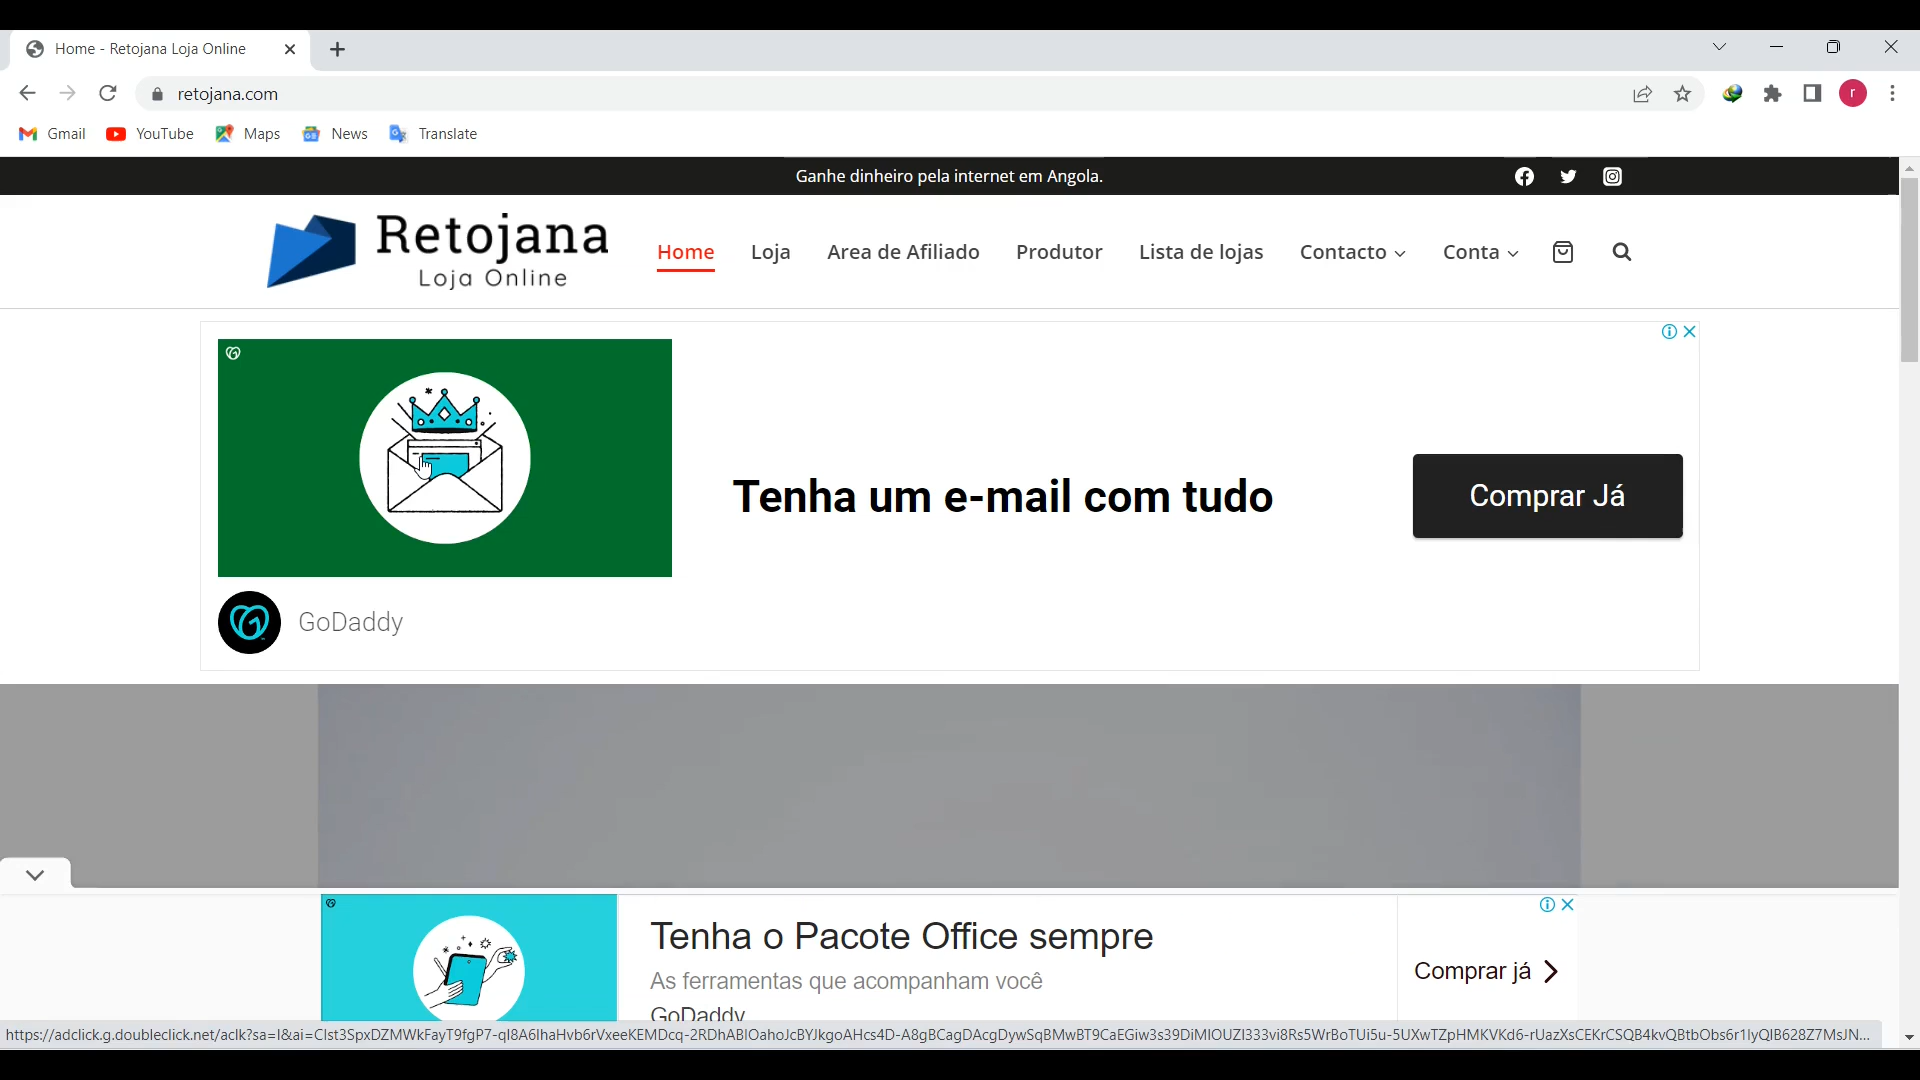 Home - Retojana Loja Online
retojana.com
r
Gmail YouTube Maps News Translate
Ganhe dinheiro pela internet em Angola.
Retojana
Loja Online
Home Loja Area de Afiliado Produtor Lista de lojas Contacto Conta
Tenha um e-mail com tudo
Comprar Já
GoDaddy
Tenha o Pacote Office sempre
As ferramentas que acompanham você
GoDaddy
Comprar já